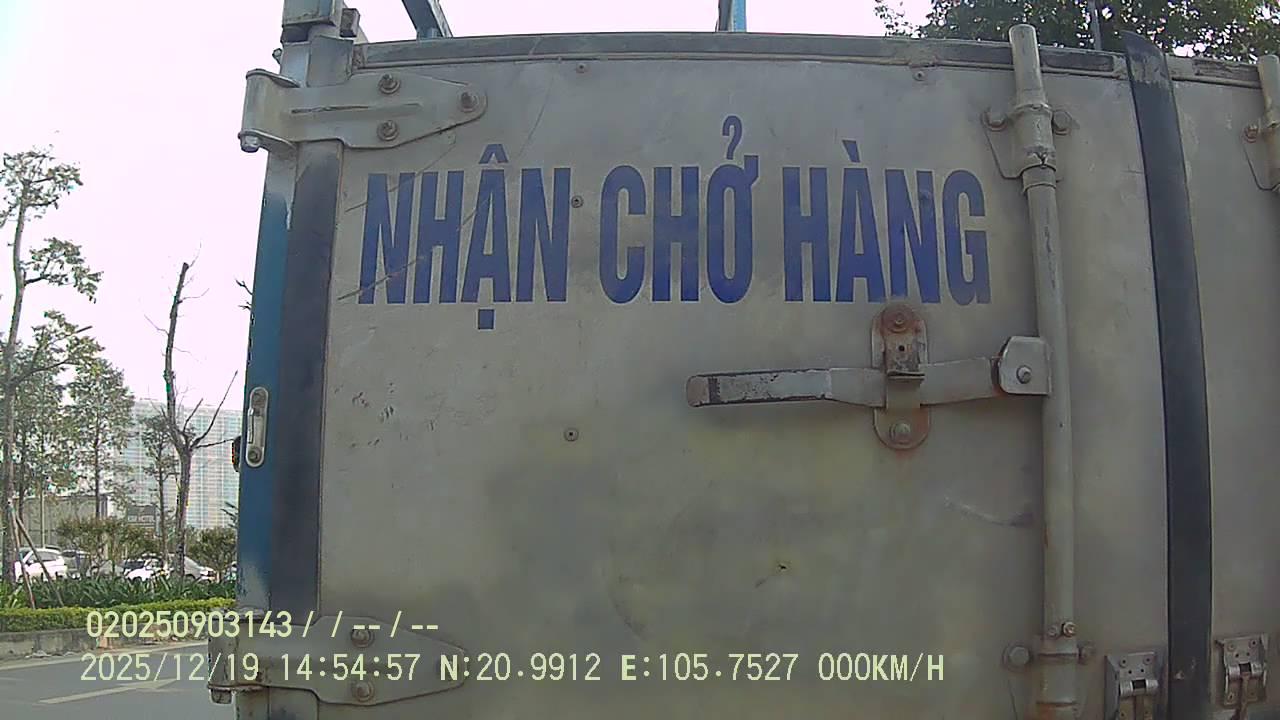 NHẬN CHỞ HÀNG
020250903143/ / -- / --
2025/12/19 14:54:57 N:20.9912 E:105.7527 000KM/H